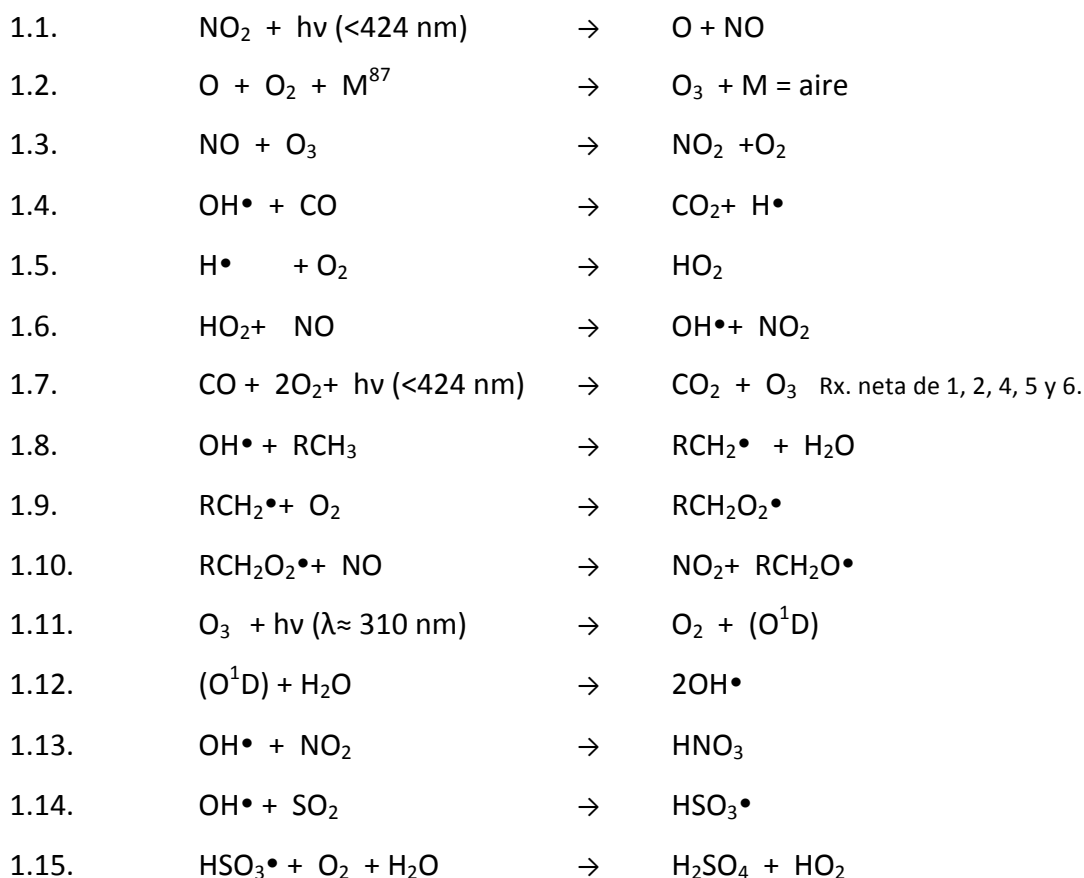 1.1. NO₂ + hν (<424 nm) → O + NO
1.2. O + O₂ + M⁸⁷ → O₃ + M = aire
1.3. NO + O₃ → NO₂ +O₂
1.4. OH• + CO → CO₂+ H•
1.5. H• + O₂ → HO₂
1.6. HO₂+ NO → OH•+ NO₂
1.7. CO + 2O₂+ hν (<424 nm) → CO₂ + O₃ Rx. neta de 1, 2, 4, 5 y 6.
1.8. OH• + RCH₃ → RCH₂• + H₂O
1.9. RCH₂•+ O₂ → RCH₂O₂•
1.10. RCH₂O₂•+ NO → NO₂+ RCH₂O•
1.11. O₃ + hν (λ≈ 310 nm) → O₂ + (O¹D)
1.12. (O¹D) + H₂O → 2OH•
1.13. OH• + NO₂ → HNO₃
1.14. OH• + SO₂ → HSO₃•
1.15. HSO₃• + O₂ + H₂O → H₂SO₄ + HO₂